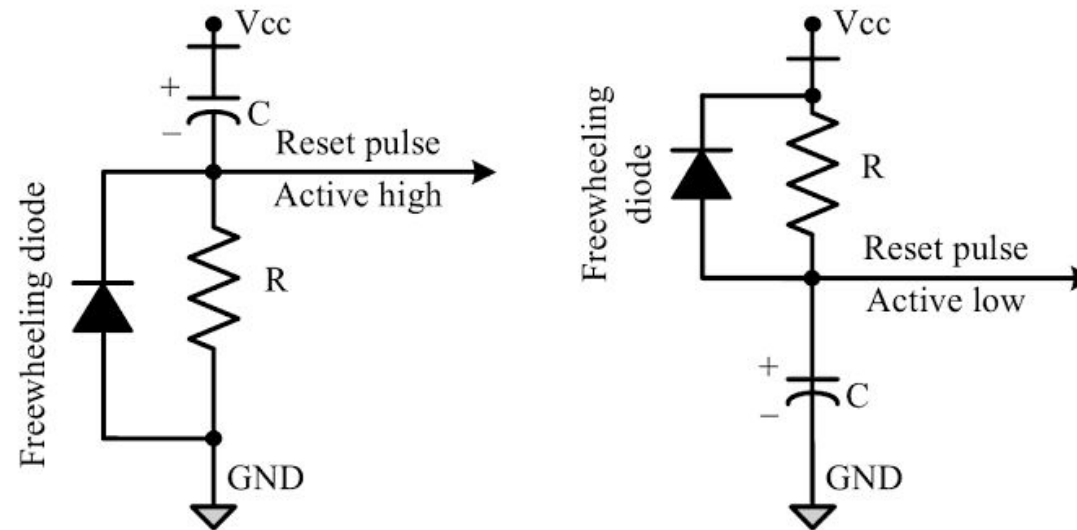 Vcc
+
–
C
Reset pulse
Active high
Freewheeling diode
R
GND
Vcc
Freewheeling
diode
R
Reset pulse
Active low
+
–
C
GND